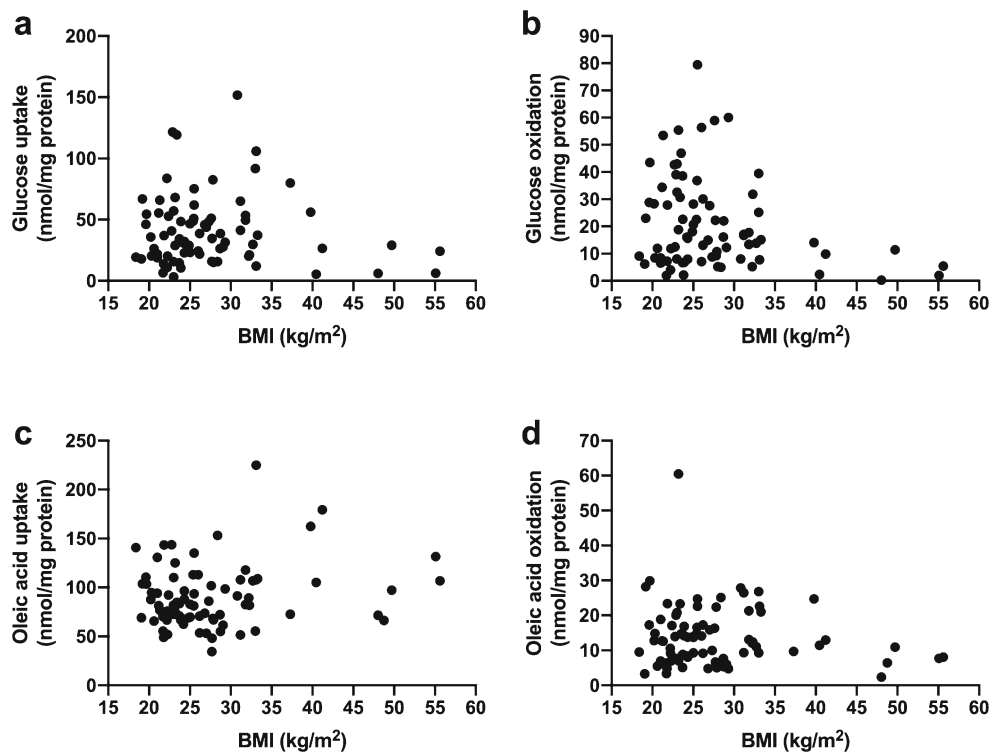 a
Glucose uptake
(nmol/mg protein)
200
150
100
50
0
15 20 25 30 35 40 45 50 55 60
BMI (kg/m²)
b
Glucose oxidation
(nmol/mg protein)
90
80
70
60
50
40
30
20
10
0
15 20 25 30 35 40 45 50 55 60
BMI (kg/m²)
c
Oleic acid uptake
(nmol/mg protein)
250
200
150
100
50
0
15 20 25 30 35 40 45 50 55 60
BMI (kg/m²)
d
Oleic acid oxidation
(nmol/mg protein)
70
60
50
40
30
20
10
0
15 20 25 30 35 40 45 50 55 60
BMI (kg/m²)